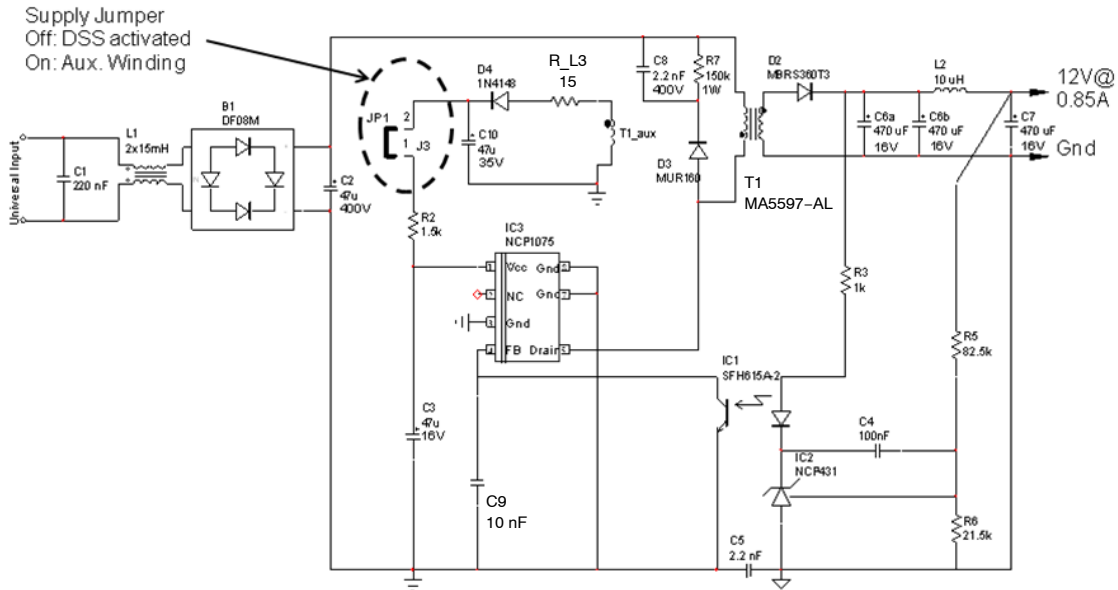 Supply Jumper
Off: DSS activated
On: Aux. Winding
Universal Input
C1
220 nF
L1
2x15mH
B1
DF08M
C2
47u
400V
JP1
2
1
J3
D4
1N4148
R_L3
15
C10
47u
35V
T1_aux
C8
2.2 nF
400V
R7
150k
1W
D3
MUR160
T1
MA5597-AL
D2
MBRS360T3
L2
10 uH
12V@
0.85A
Gnd
C6a
470 uF
16V
C6b
470 uF
16V
C7
470 uF
16V
R2
1.5k
IC3
NCP1075
Vcc
NC
Gnd
FB
Gnd
Gnd
Drain
R3
1k
R5
82.5k
IC1
SFH615A-2
C3
47u
16V
C4
100nF
IC2
NCP431
C9
10 nF
R6
21.5k
C5
2.2 nF